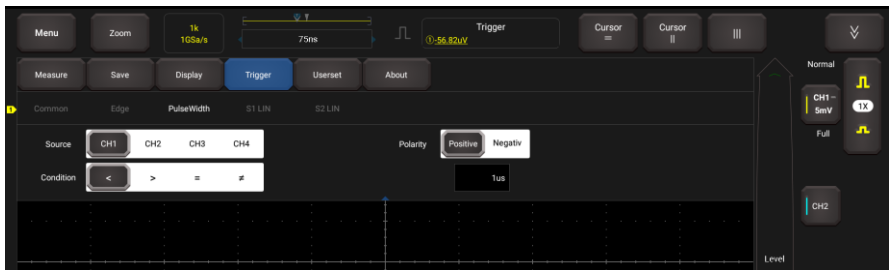 Menu
Zoom
1k
1GSa/s
75ns
Trigger
①-56.82uV
Cursor
=
Cursor
||
|||
Measure
Save
Display
Trigger
Userset
About
Normal
1
Common
Edge
PulseWidth
S1 LIN
S2 LIN
CH1
5mV
1X
Full
Source
CH1
CH2
CH3
CH4
Polarity
Positive
Negativ
Condition
<
>
=
≠
1us
CH2
Level